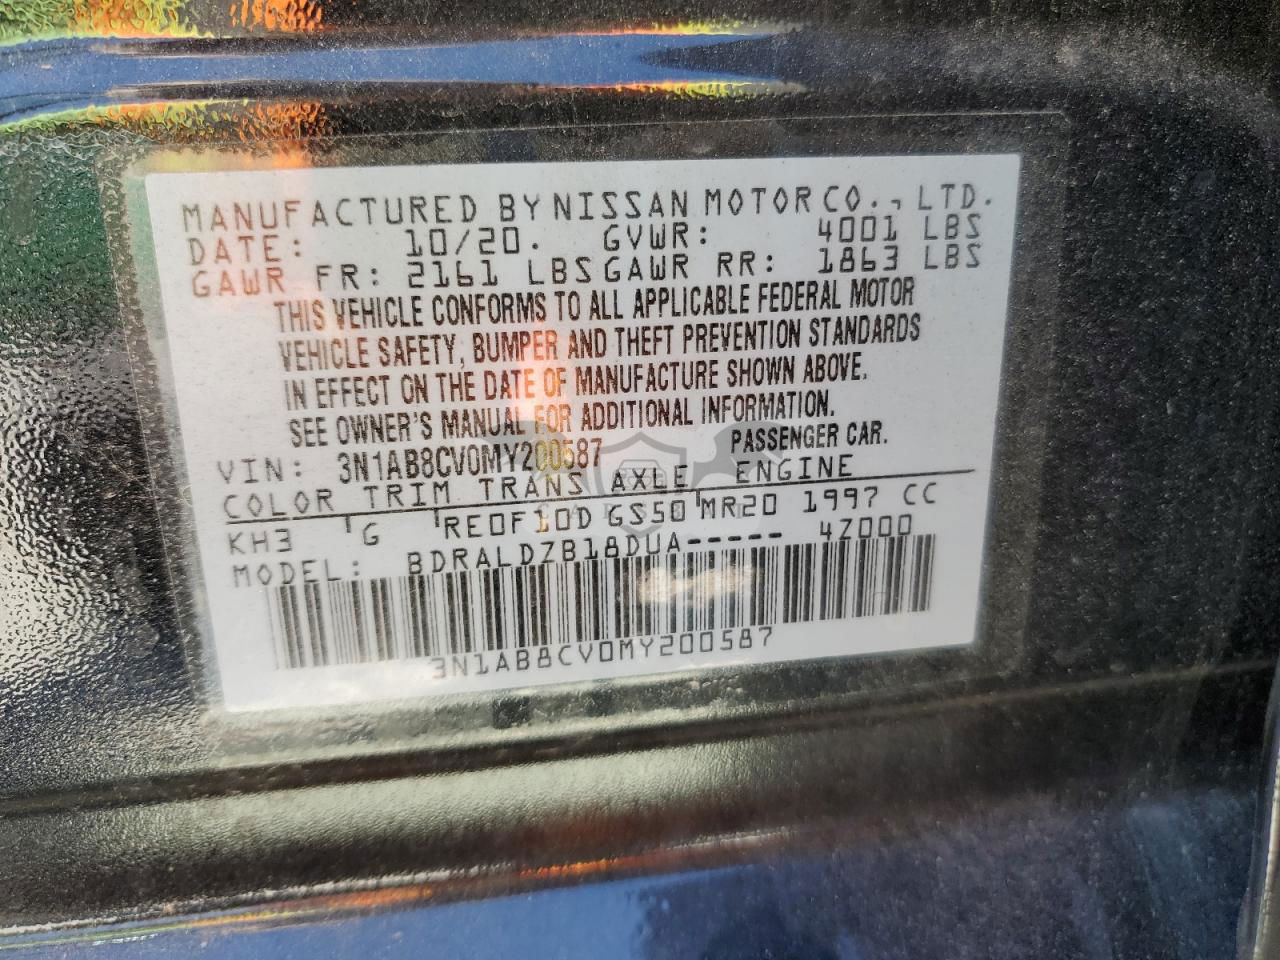 MANUFACTURED BY NISSAN MOTOR CO., LTD.
DATE: 10/20. GVWR: 4001 LBS
GAWR FR: 2161 LBS GAWR RR: 1863 LBS
THIS VEHICLE CONFORMS TO ALL APPLICABLE FEDERAL MOTOR
VEHICLE SAFETY, BUMPER AND THEFT PREVENTION STANDARDS
IN EFFECT ON THE DATE OF MANUFACTURE SHOWN ABOVE.
SEE OWNER'S MANUAL FOR ADDITIONAL INFORMATION.
VIN: 3N1AB8CV0MY200587 PASSENGER CAR.
COLOR TRIM TRANS AXLE ENGINE
KH3 G RE0F10D GS50 MR20 1997 CC
MODEL: BDRALDZB18DUA----- 4Z000
3N1AB8CV0MY200587